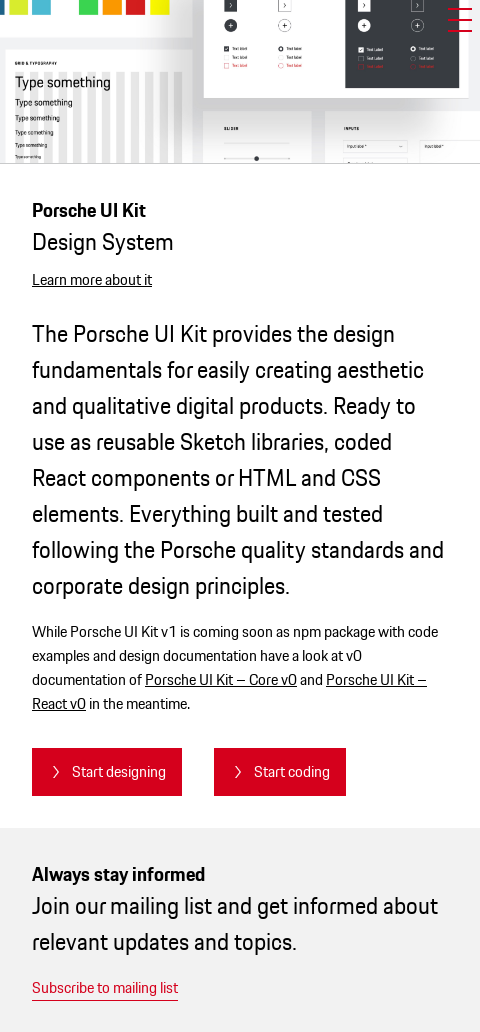 Text label Text label Text label Text label
Text label Text label Text label Text label
Text label Text label Text label Text label
GRID & TYPOGRAPHY
Type something
Type something
Type something
Type something
Type something
Type something
SLIDER
INPUTS
Input label *
Input label *
Porsche UI Kit
Design System
Learn more about it
The Porsche UI Kit provides the design
fundamentals for easily creating aesthetic
and qualitative digital products. Ready to
use as reusable Sketch libraries, coded
React components or HTML and CSS
elements. Everything built and tested
following the Porsche quality standards and
corporate design principles.
While Porsche UI Kit v1 is coming soon as npm package with code
examples and design documentation have a look at v0
documentation of Porsche UI Kit – Core v0 and Porsche UI Kit –
React v0 in the meantime.
Start designing
Start coding
Always stay informed
Join our mailing list and get informed about
relevant updates and topics.
Subscribe to mailing list